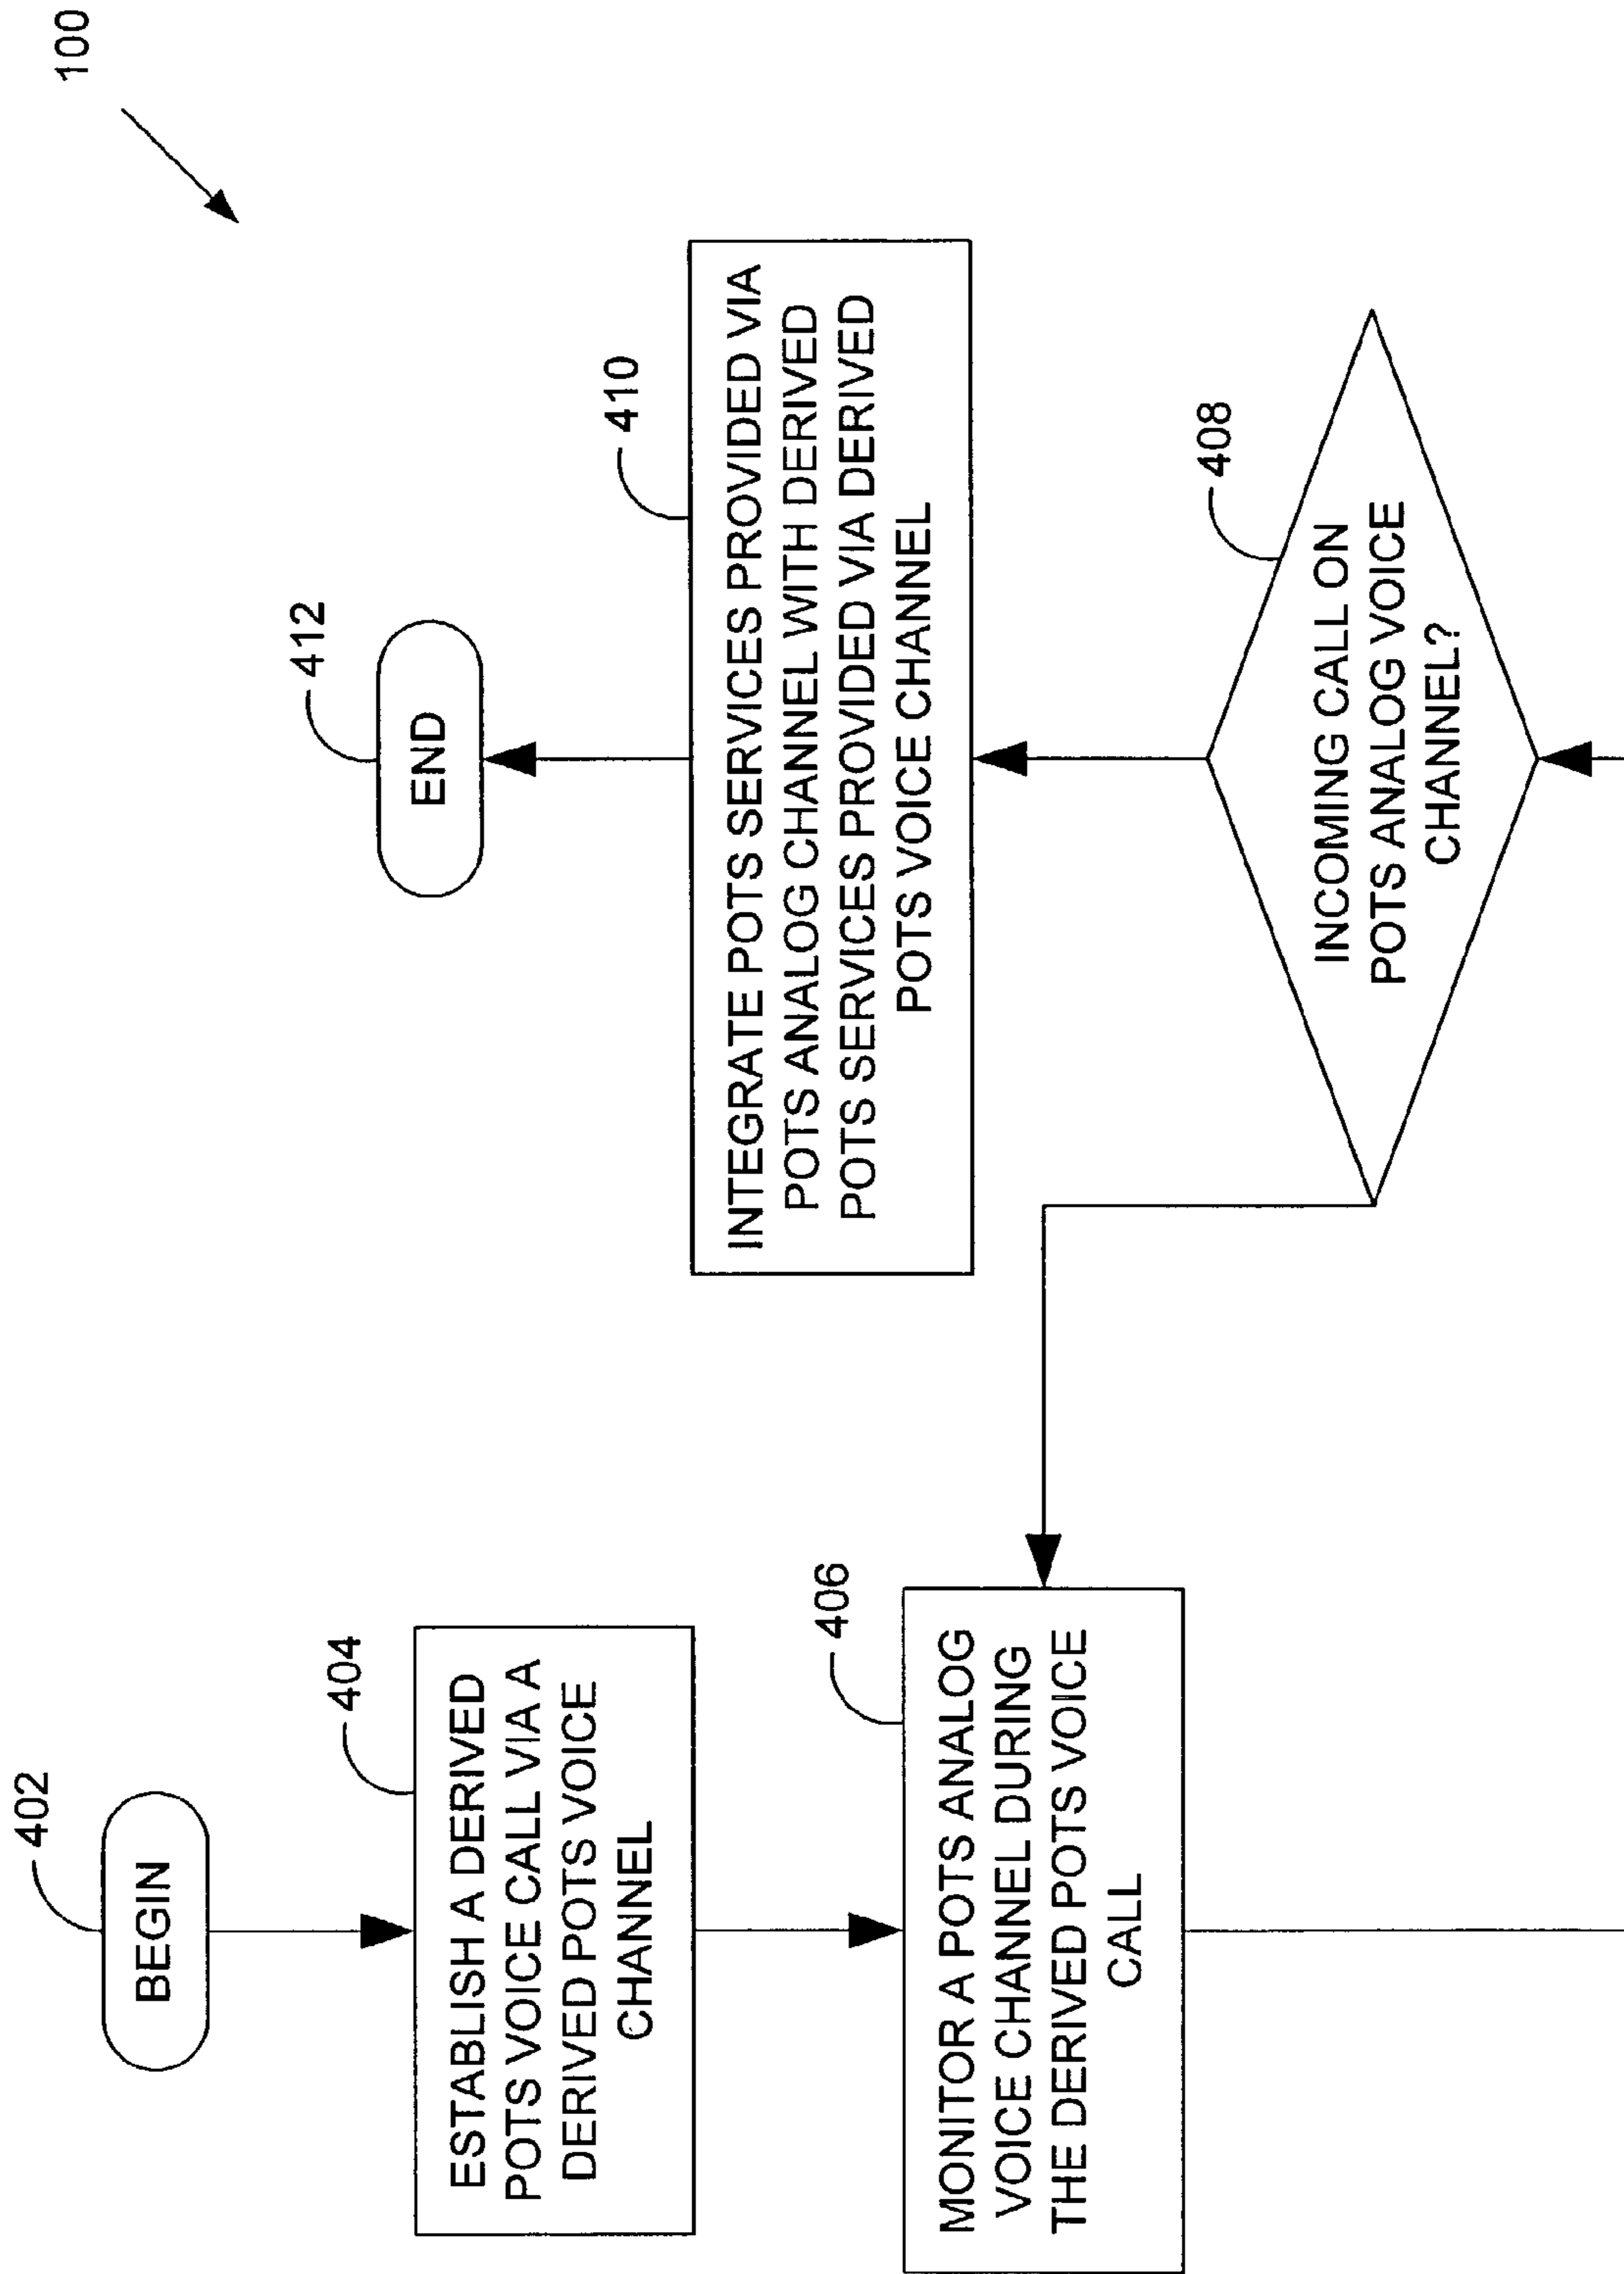 100
402
BEGIN
404
ESTABLISH A DERIVED
POTS VOICE CALL VIA A
DERIVED POTS VOICE
CHANNEL
406
MONITOR A POTS ANALOG
VOICE CHANNEL DURING
THE DERIVED POTS VOICE
CALL
408
INCOMING CALL ON
POTS ANALOG VOICE
CHANNEL?
410
INTEGRATE POTS SERVICES PROVIDED VIA
POTS ANALOG CHANNEL WITH DERIVED
POTS SERVICES PROVIDED VIA DERIVED
POTS VOICE CHANNEL
412
END